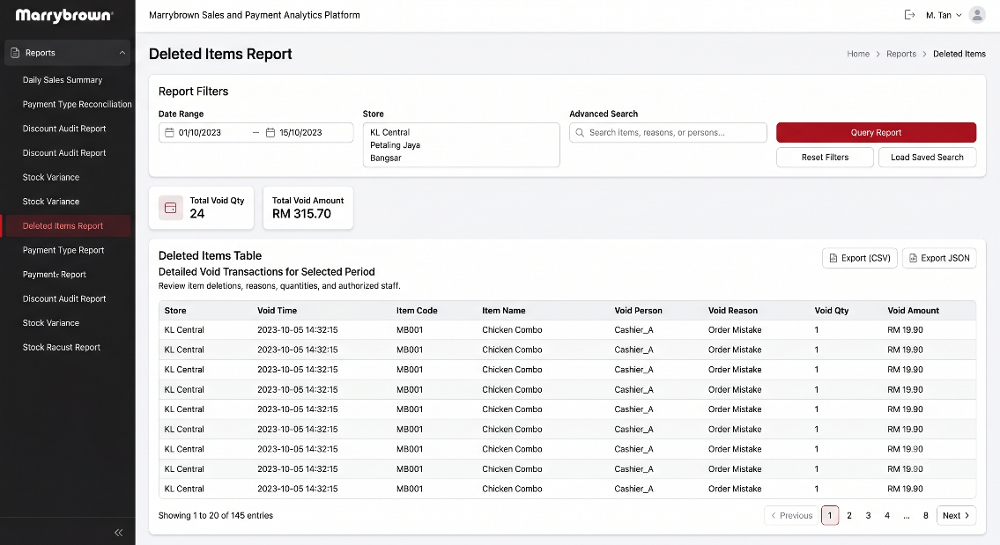 Marrybrown
Marrybrown Sales and Payment Analytics Platform
M. Tan
Reports
Daily Sales Summary
Payment Type Reconciliation
Discount Audit Report
Discount Audit Report
Stock Variance
Stock Variance
Deleted Items Report
Payment Type Report
Payments Report
Discount Audit Report
Stock Variance
Stock Racust Report
Deleted Items Report
Home > Reports > Deleted Items
Report Filters
Date Range
01/10/2023 — 15/10/2023
Store
KL Central
Petaling Jaya
Bangsar
Advanced Search
Search items, reasons, or persons...
Query Report
Reset Filters
Load Saved Search
Total Void Qty
24
Total Void Amount
RM 315.70
Deleted Items Table
Detailed Void Transactions for Selected Period
Review item deletions, reasons, quantities, and authorized staff.
Export (CSV)
Export JSON
Store Void Time Item Code Item Name Void Person Void Reason Void Qty Void Amount
KL Central 2023-10-05 14:32:15 MB001 Chicken Combo Cashier_A Order Mistake 1 RM 19.90
KL Central 2023-10-05 14:32:15 MB001 Chicken Combo Cashier_A Order Mistake 1 RM 19.90
KL Central 2023-10-05 14:32:15 MB001 Chicken Combo Cashier_A Order Mistake 1 RM 19.90
KL Central 2023-10-05 14:32:15 MB001 Chicken Combo Cashier_A Order Mistake 1 RM 19.90
KL Central 2023-10-05 14:32:15 MB001 Chicken Combo Cashier_A Order Mistake 1 RM 19.90
KL Central 2023-10-05 14:32:15 MB001 Chicken Combo Cashier_A Order Mistake 1 RM 19.90
KL Central 2023-10-05 14:32:15 MB001 Chicken Combo Cashier_A Order Mistake 1 RM 19.90
KL Central 2023-10-05 14:32:15 MB001 Chicken Combo Cashier_A Order Mistake 1 RM 19.90
KL Central 2023-10-05 14:32:15 MB001 Chicken Combo Cashier_A Order Mistake 1 RM 19.90
Showing 1 to 20 of 145 entries
< Previous 1 2 3 4 ... 8 Next >